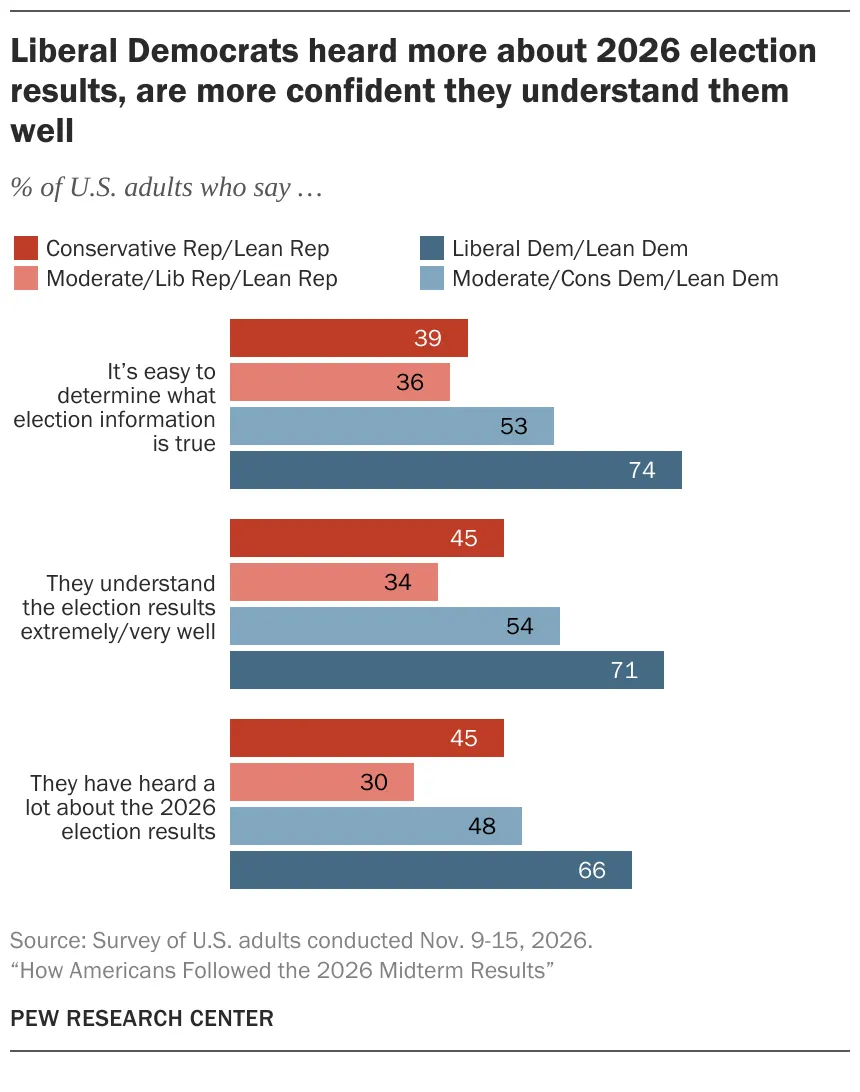 Liberal Democrats heard more about 2026 election
results, are more confident they understand them
well
% of U.S. adults who say …
Conservative Rep/Lean Rep
Liberal Dem/Lean Dem
Moderate/Lib Rep/Lean Rep
Moderate/Cons Dem/Lean Dem
It’s easy to
determine what
election information
is true
39
36
53
74
They understand
the election results
extremely/very well
45
34
54
71
They have heard a
lot about the 2026
election results
45
30
48
66
Source: Survey of U.S. adults conducted Nov. 9-15, 2026.
“How Americans Followed the 2026 Midterm Results”
PEW RESEARCH CENTER